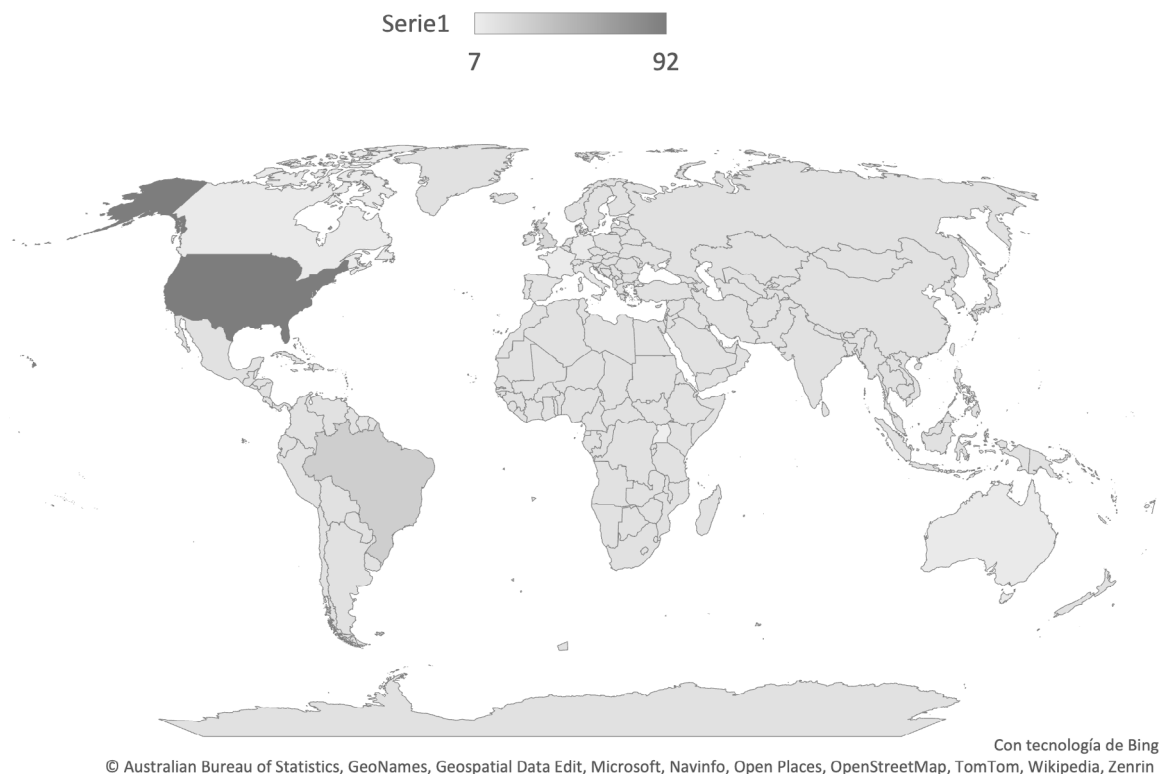 Serie1
7 92
Con tecnología de Bing
© Australian Bureau of Statistics, GeoNames, Geospatial Data Edit, Microsoft, Navinfo, Open Places, OpenStreetMap, TomTom, Wikipedia, Zenrin